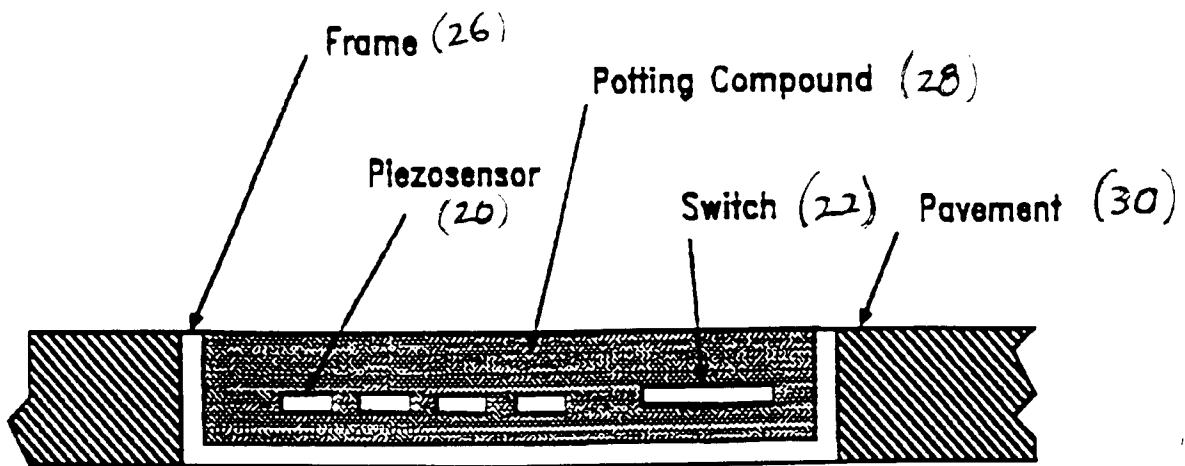 Frame (26)
Potting Compound (28)
Piezosensor
(20)
Switch (22)
Pavement (30)